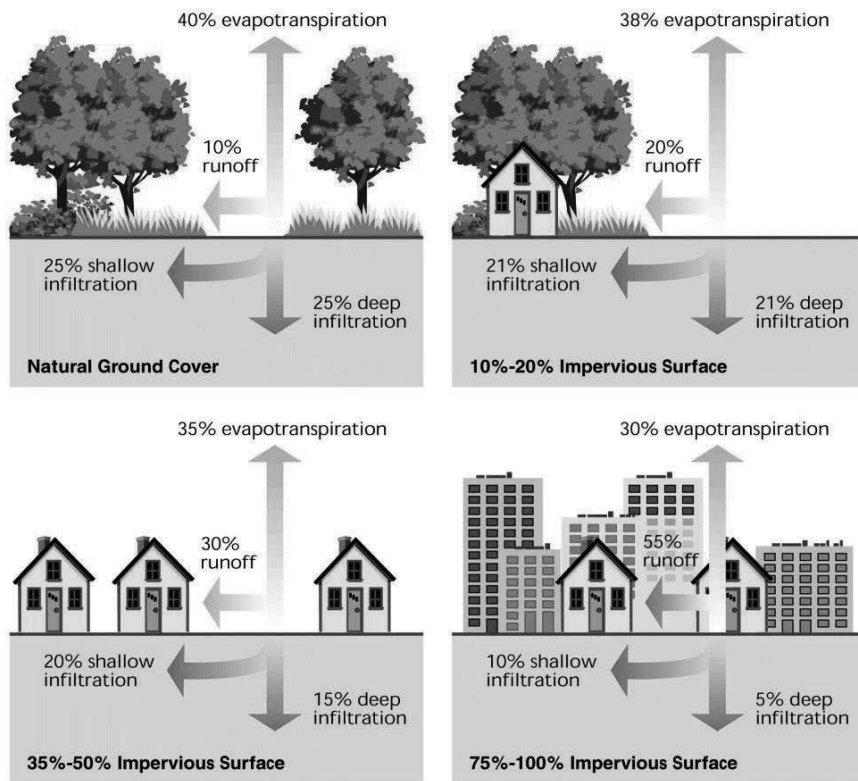 40% evapotranspiration
10%
runoff
25% shallow
infiltration
25% deep
infiltration
Natural Ground Cover
38% evapotranspiration
20%
runoff
21% shallow
infiltration
21% deep
infiltration
10%-20% Impervious Surface
35% evapotranspiration
30%
runoff
20% shallow
infiltration
15% deep
infiltration
35%-50% Impervious Surface
30% evapotranspiration
55%
runoff
10% shallow
infiltration
5% deep
infiltration
75%-100% Impervious Surface